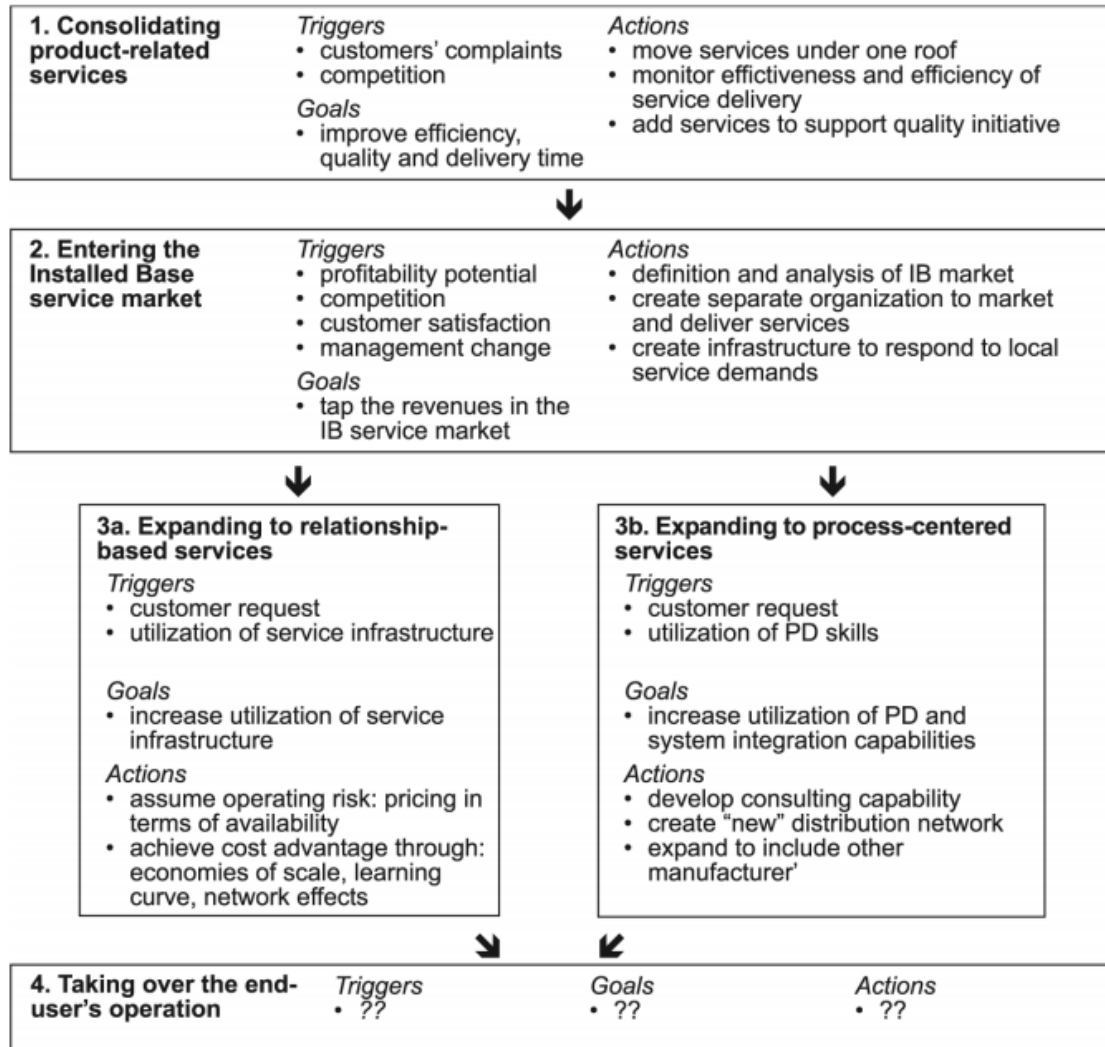 1. Consolidating
product-related
services
Triggers
• customers' complaints
• competition
Goals
• improve efficiency,
quality and delivery time
Actions
• move services under one roof
• monitor effictiveness and efficiency of
service delivery
• add services to support quality initiative
2. Entering the
Installed Base
service market
Triggers
• profitability potential
• competition
• customer satisfaction
• management change
Goals
• tap the revenues in the
IB service market
Actions
• definition and analysis of IB market
• create separate organization to market
and deliver services
• create infrastructure to respond to local
service demands
3a. Expanding to relationship-
based services
Triggers
• customer request
• utilization of service infrastructure
Goals
• increase utilization of service
infrastructure
Actions
• assume operating risk: pricing in
terms of availability
• achieve cost advantage through:
economies of scale, learning
curve, network effects
3b. Expanding to process-centered
services
Triggers
• customer request
• utilization of PD skills
Goals
• increase utilization of PD and
system integration capabilities
Actions
• develop consulting capability
• create “new” distribution network
• expand to include other
manufacturer’
4. Taking over the end-
user's operation
Triggers
• ??
Goals
• ??
Actions
• ??